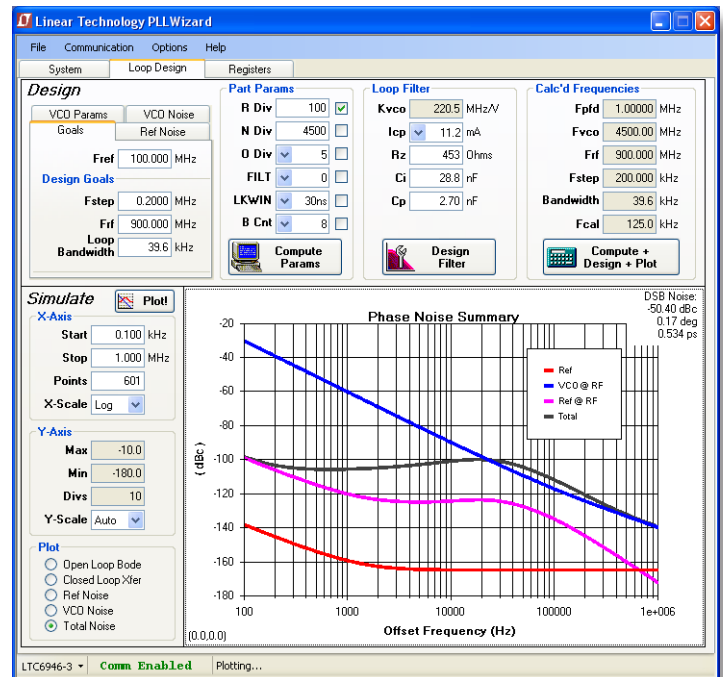 Linear Technology PLLWizard
File Communication Options Help
System Loop Design Registers
Design
VCO Params VCO Noise
Goals Ref Noise
Fref 100.000 MHz
Design Goals
Fstep 0.2000 MHz
Frf 900.000 MHz
Loop
Bandwidth 39.6 kHz
Part Params
R Div 100
N Div 4500
O Div 5
FILT 0
LKWIN 30ns
B Cnt 8
Compute
Params
Loop Filter
Kvco 220.5 MHz/V
Icp 11.2 mA
Rz 453 Ohms
Ci 28.8 nF
Cp 2.70 nF
Design
Filter
Calc'd Frequencies
Fpfd 1.00000 MHz
Fvco 4500.00 MHz
Frf 900.000 MHz
Fstep 200.000 kHz
Bandwidth 39.6 kHz
Fcal 125.0 kHz
Compute +
Design + Plot
Simulate Plot!
X-Axis
Start 0.100 kHz
Stop 1.000 MHz
Points 601
X-Scale Log
Y-Axis
Max -10.0
Min -180.0
Divs 10
Y-Scale Auto
Plot
Open Loop Bode
Closed Loop Xfer
Ref Noise
VCO Noise
Total Noise
DSB Noise:
-50.40 dBc
0.17 deg
0.534 ps
Phase Noise Summary
-20
-40
-60
-80
-100
-120
-140
-160
-180
(dBc)
Ref
VCO @ RF
Ref @ RF
Total
100 1000 10000 100000 1e+006
Offset Frequency (Hz)
(0.0,0.0)
LTC6946-3 Comm Enabled Plotting...